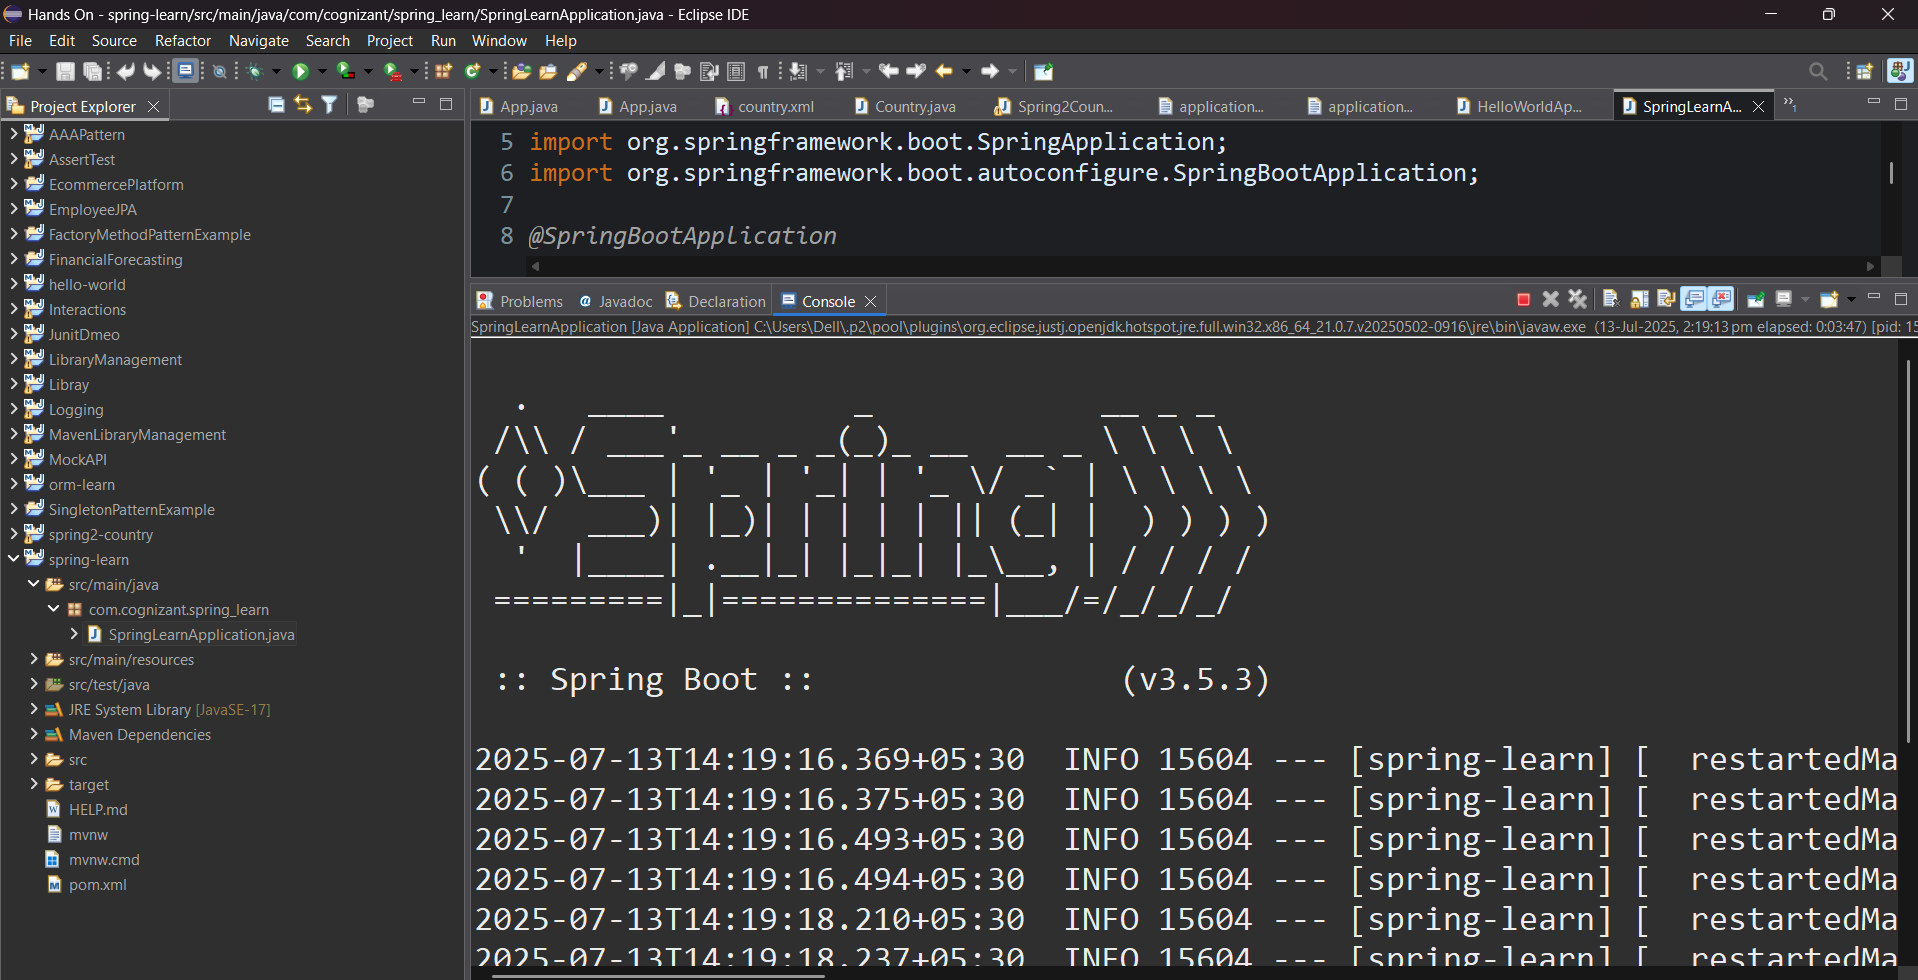 Hands On - spring-learn/src/main/java/com/cognizant/spring_learn/SpringLearnApplication.java - Eclipse IDE
File Edit Source Refactor Navigate Search Project Run Window Help
Project Explorer
AAAPattern
AssertTest
EcommercePlatform
EmployeeJPA
FactoryMethodPatternExample
FinancialForecasting
hello-world
Interactions
JunitDmeo
LibraryManagement
Libray
Logging
MavenLibraryManagement
MockAPI
orm-learn
SingletonPatternExample
spring2-country
spring-learn
src/main/java
com.cognizant.spring_learn
SpringLearnApplication.java
src/main/resources
src/test/java
JRE System Library [JavaSE-17]
Maven Dependencies
src
target
HELP.md
mvnw
mvnw.cmd
pom.xml
App.java App.java country.xml Country.java Spring2Coun... application... application... HelloWorldAp... SpringLearnA... »1
5 import org.springframework.boot.SpringApplication;
6 import org.springframework.boot.autoconfigure.SpringBootApplication;
7
8 @SpringBootApplication
Problems Javadoc Declaration Console
SpringLearnApplication [Java Application] C:\Users\Dell\.p2\pool\plugins\org.eclipse.justj.openjdk.hotspot.jre.full.win32.x86_64_21.0.7.v20250502-0916\jre\bin\javaw.exe (13-Jul-2025, 2:19:13 pm elapsed: 0:03:47) [pid: 15
  .   ____          _            __ _ _
 /\\ / ___'_ __ _ _(_)_ __  __ _ \ \ \ \
( ( )\___ | '_ | '_| | '_ \/ _` | \ \ \ \
 \\/  ___)| |_)| | | | | || (_| |  ) ) ) )
  '  |____| .__|_| |_|_| |_\__, | / / / /
 =========|_|==============|___/=/_/_/_/
:: Spring Boot :: (v3.5.3)
2025-07-13T14:19:16.369+05:30 INFO 15604 --- [spring-learn] [ restartedMa
2025-07-13T14:19:16.375+05:30 INFO 15604 --- [spring-learn] [ restartedMa
2025-07-13T14:19:16.493+05:30 INFO 15604 --- [spring-learn] [ restartedMa
2025-07-13T14:19:16.494+05:30 INFO 15604 --- [spring-learn] [ restartedMa
2025-07-13T14:19:18.210+05:30 INFO 15604 --- [spring-learn] [ restartedMa
2025-07-13T14:19:18.237+05:30 INFO 15604 --- [spring-learn] [ restartedMa